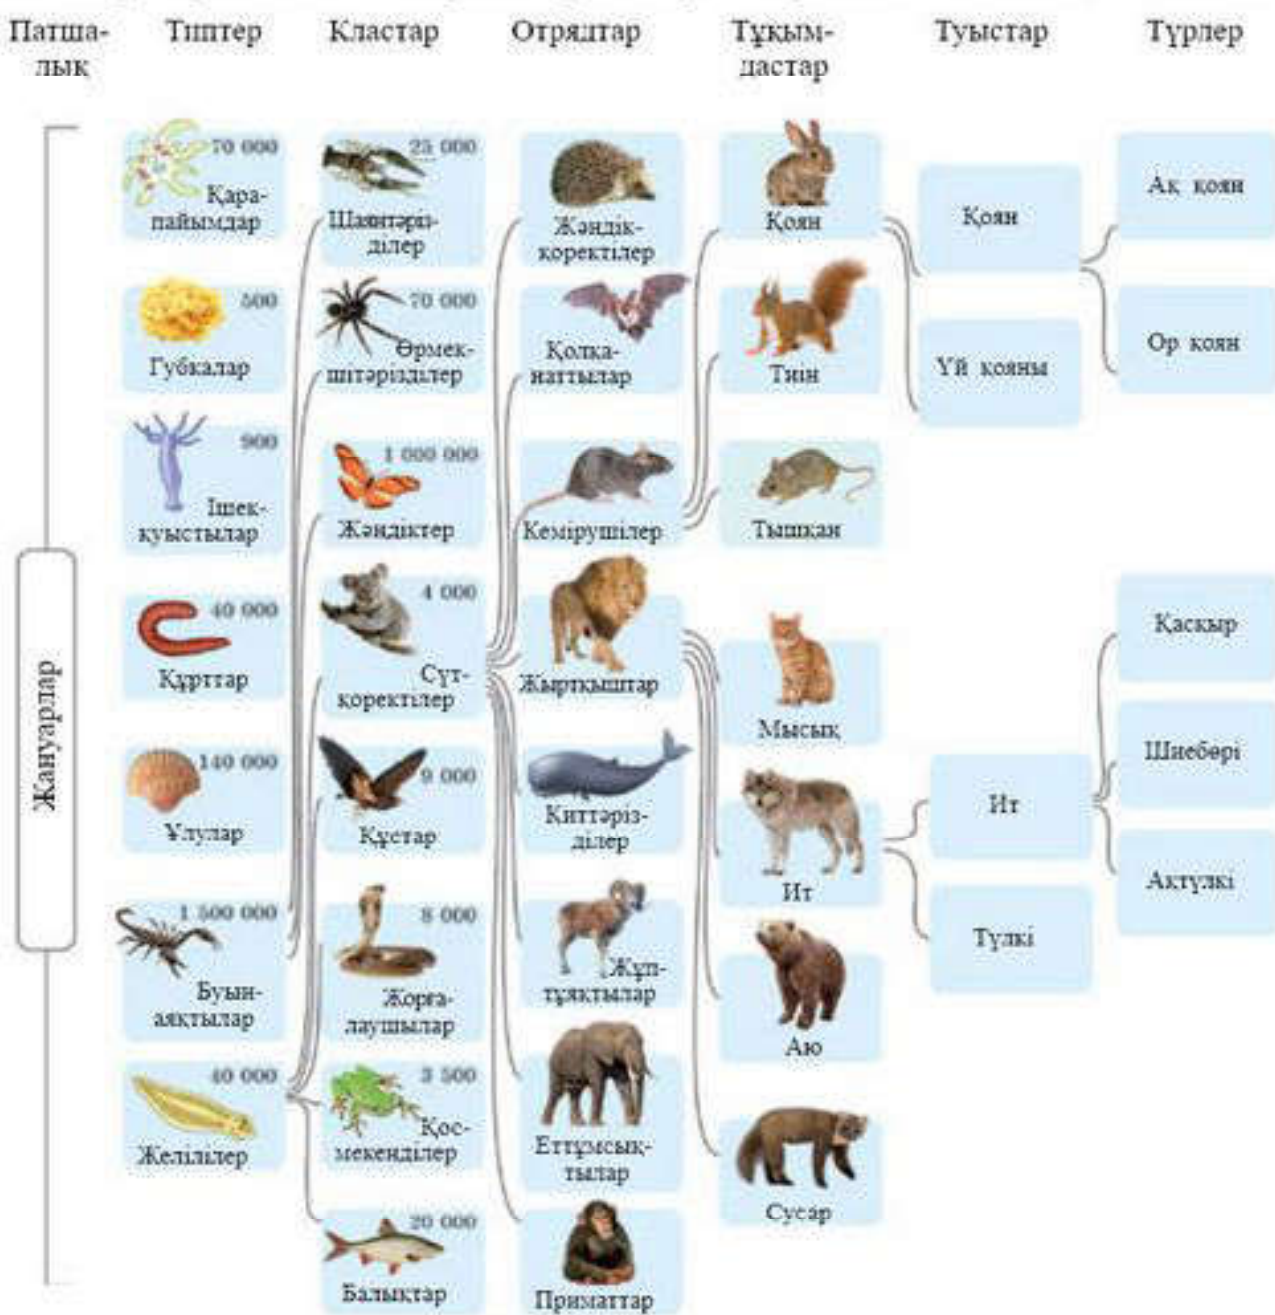 Патша-
лық
Типтер
Кластар
Отрядтар
Тұқым-
дастар
Туыстар
Түрлер
Жануарлар
70 000
Қара-
пайымдар
500
Губкалар
900
Ішек-
қуыстылар
40 000
Құрттар
140 000
Ұлулар
1 500 000
Буын-
аяқтылар
40 000
Желілілер
25 000
Шаянтәріз-
ділер
70 000
Өрмек-
шітәрізділер
1 000 000
Жәндіктер
4 000
Сүт-
қоректілер
9 000
Құстар
8 000
Жорға-
лаушылар
3 500
Қос-
мекенділер
20 000
Балықтар
Жәндік-
қоректілер
Қолқа-
наттылар
Кемірушілер
Жыртқыштар
Киттәріз-
ділер
Жұп-
тұяқтылар
Еттұмсық-
тылар
Приматтар
Қоян
Тиін
Тышқан
Мысық
Ит
Аю
Сусар
Қоян
Үй қояны
Ит
Түлкі
Ақ қоян
Ор қоян
Қасқыр
Шиебөрі
Ақтүлкі